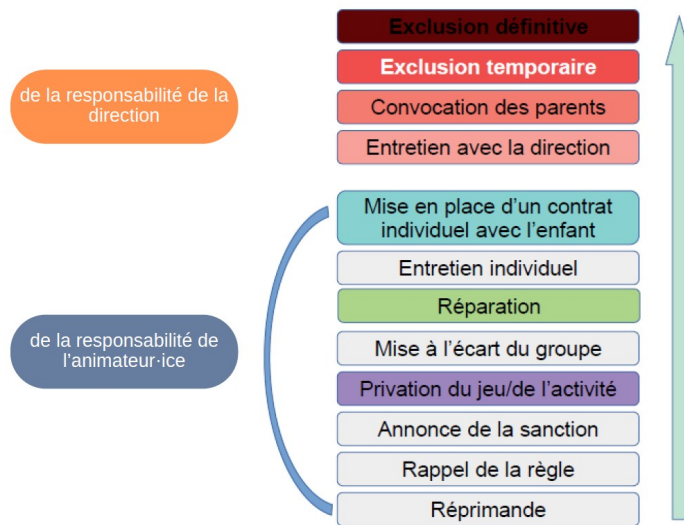 Exclusion définitive
Exclusion temporaire
Convocation des parents
Entretien avec la direction
de la responsabilité de la
direction
Mise en place d'un contrat
individuel avec l'enfant
Entretien individuel
Réparation
Mise à l'écart du groupe
Privation du jeu/de l'activité
Annonce de la sanction
Rappel de la règle
Réprimande
de la responsabilité de
l'animateur·ice